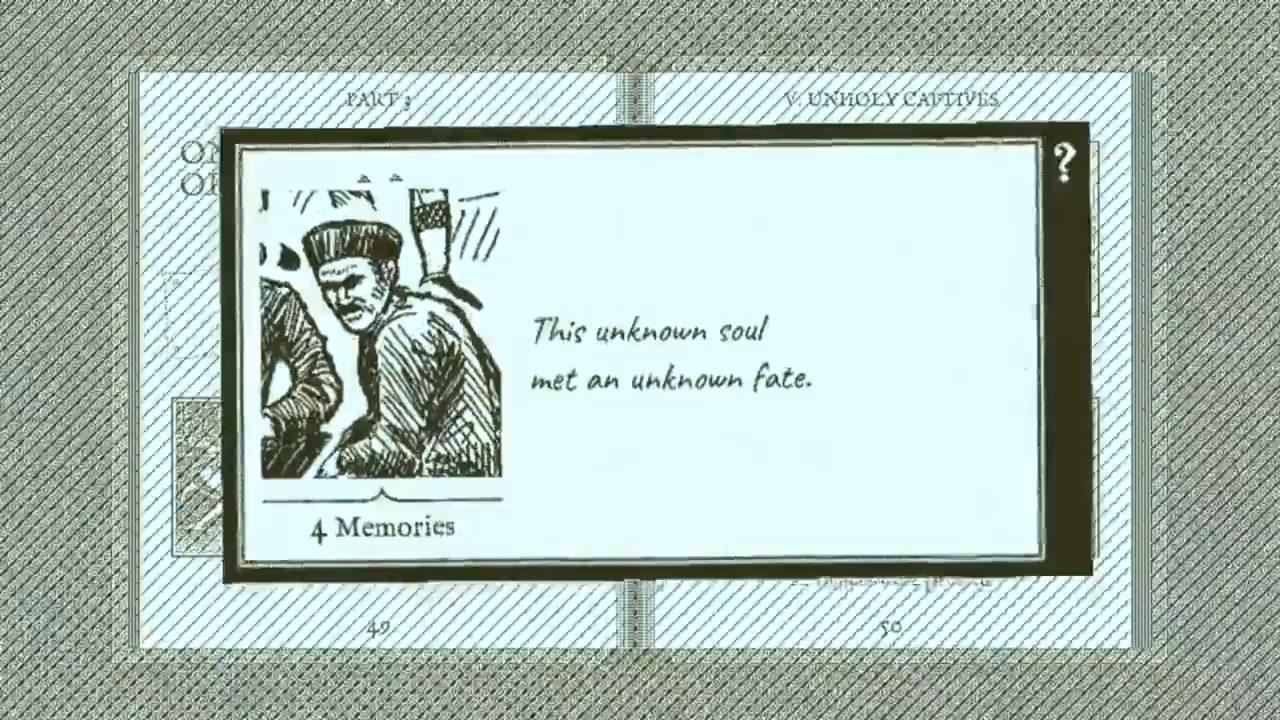 PART 3
V. UNHOLY CAPTIVES
?
This unknown soul
met an unknown fate.
4 Memories
49
50